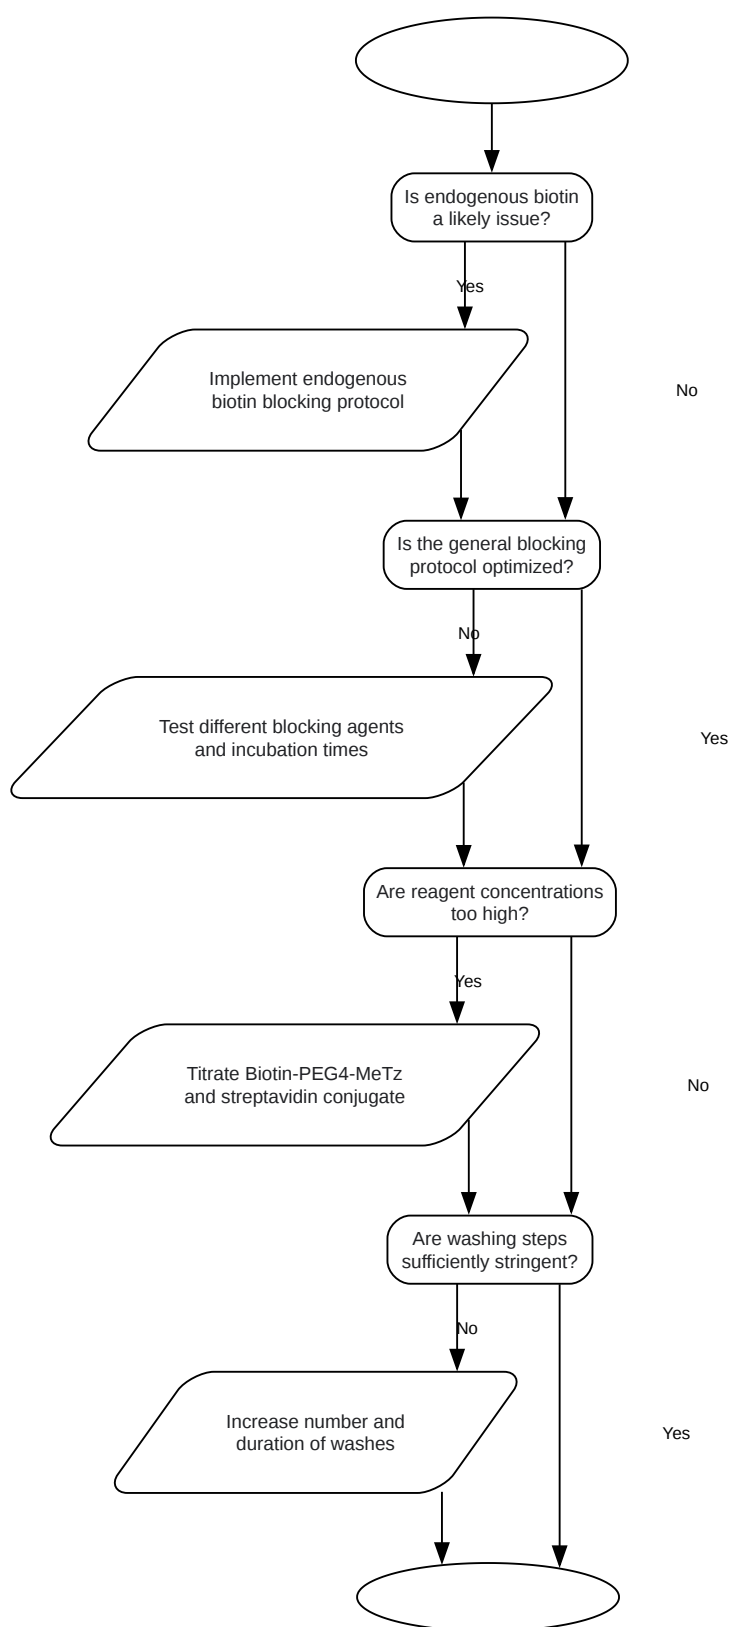 Is endogenous biotin
a likely issue?
Yes
Implement endogenous
biotin blocking protocol
No
Is the general blocking
protocol optimized?
No
Test different blocking agents
and incubation times
Yes
Are reagent concentrations
too high?
Yes
Titrate Biotin-PEG4-MeTz
and streptavidin conjugate
No
Are washing steps
sufficiently stringent?
No
Increase number and
duration of washes
Yes